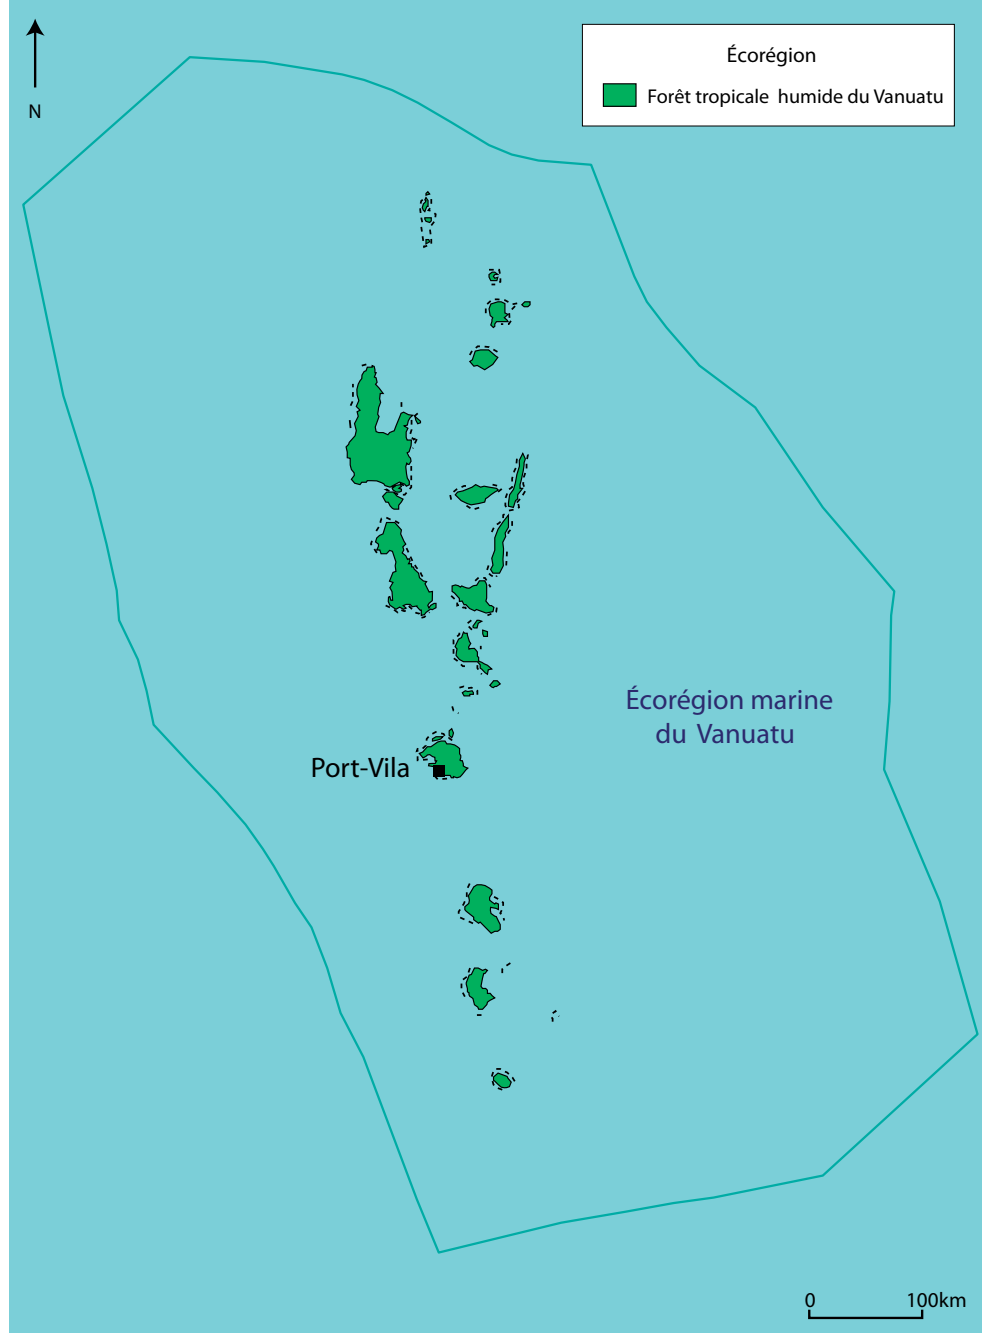 N
Écorégion
Forêt tropicale humide du Vanuatu
Écorégion marine
du Vanuatu
Port-Vila
0 100km